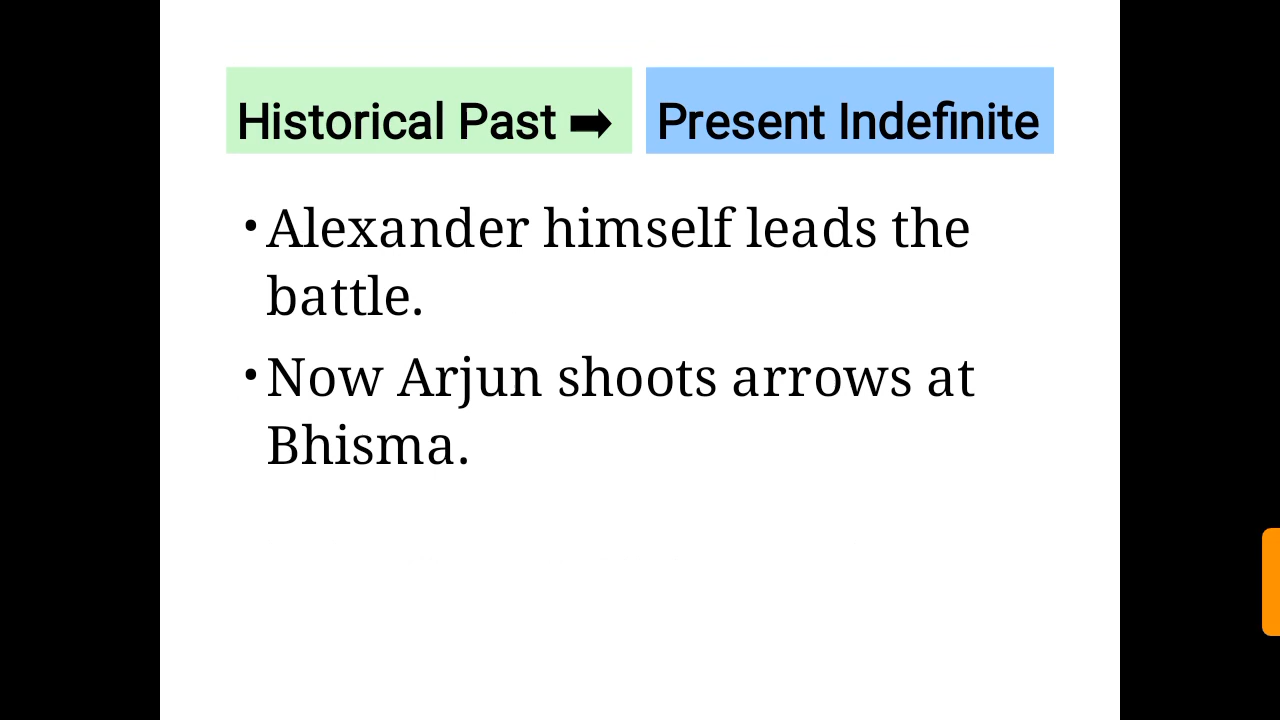 Historical Past ➡ Present Indefinite
• Alexander himself leads the
battle.
• Now Arjun shoots arrows at
Bhisma.